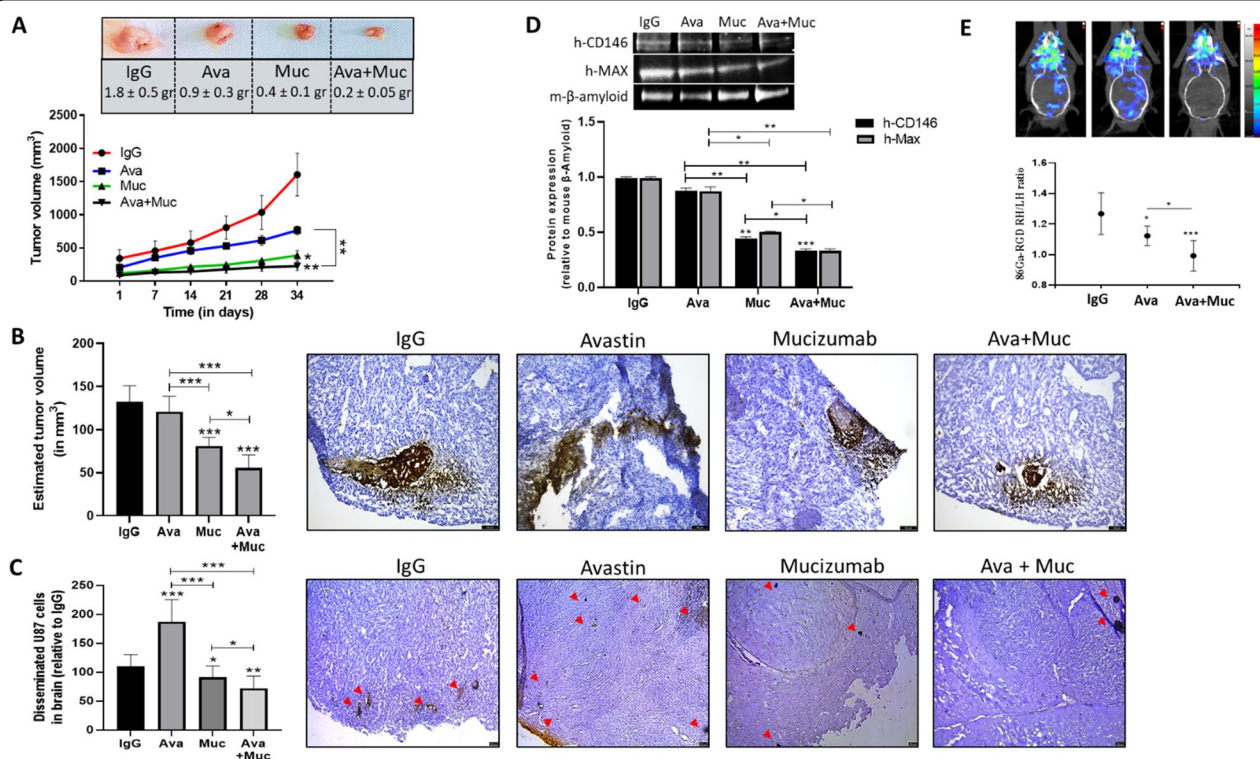 A
IgG
Ava
Muc
Ava+Muc
1.8 ± 0.5 gr
0.9 ± 0.3 gr
0.4 ± 0.1 gr
0.2 ± 0.05 gr
Tumor volume (mm³)
2500
2000
1500
1000
500
0
IgG
Ava
Muc
Ava+Muc
**
*
**
1 7 14 21 28 34
Time (in days)
D
IgG Ava Muc Ava+Muc
h-CD146
h-MAX
m-β-amyloid
Protein expression
(relative to mouse β-Amyloid)
1.5
1.0
0.5
0.0
h-CD146
h-Max
**
*
**
**
*
*
**
***
IgG Ava Muc Ava+Muc
E
86Ga-RGD RH/LH ratio
1.6
1.4
1.2
1.0
0.8
*
*
***
IgG Ava Ava+Muc
B
Estimated tumor volume
(in mm³)
200
150
100
50
0
***
***
*
***
***
IgG Ava Muc Ava
+Muc
IgG
Avastin
Mucizumab
Ava+Muc
C
Disseminated U87 cells
in brain (relative to IgG)
250
200
150
100
50
0
***
***
***
*
*
**
IgG Ava Muc Ava
+Muc
IgG
Avastin
Mucizumab
Ava + Muc